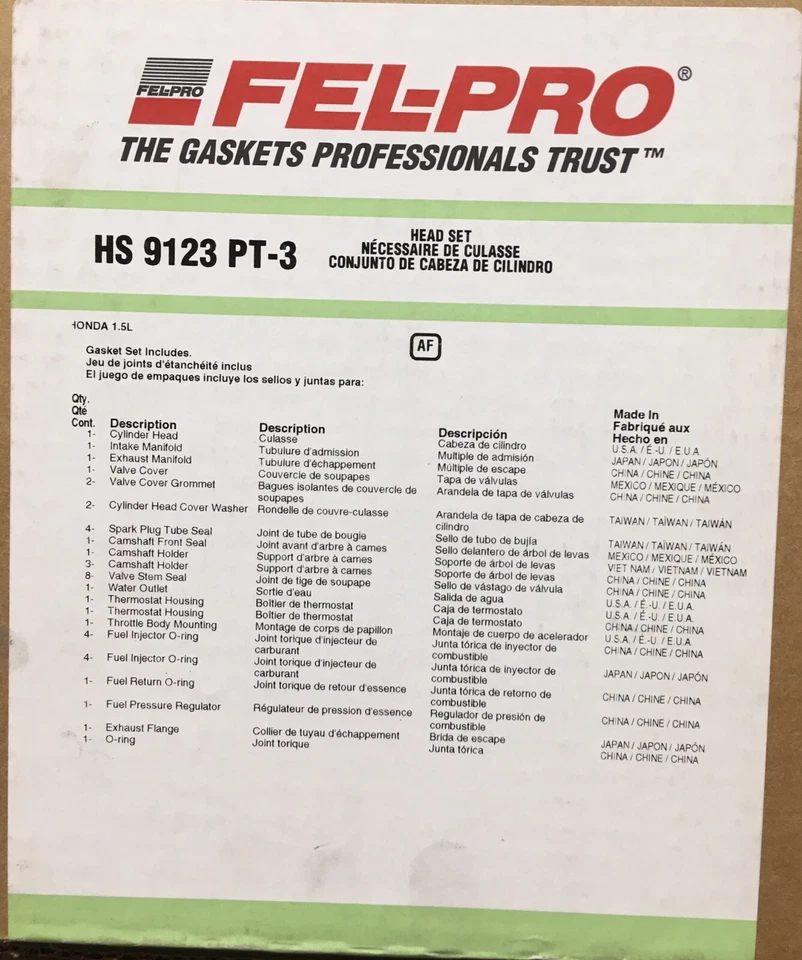 FEL-PRO
FEL-PRO®
THE GASKETS PROFESSIONALS TRUST™
HS 9123 PT-3
HEAD SET
NÉCESSAIRE DE CULASSE
CONJUNTO DE CABEZA DE CILINDRO
HONDA 1.5L
AF
Gasket Set Includes.
Jeu de joints d'étanchéité inclus
El juego de empaques incluye los sellos y juntas para:
Qty.
Qté
Cont. Description Description Descripción Made In
Fabriqué aux
Hecho en
1- Cylinder Head Culasse Cabeza de cilindro U.S.A. / É.-U. / E.U.A.
1- Intake Manifold Tubulure d'admission Múltiple de admisión JAPAN / JAPON / JAPÓN
1- Exhaust Manifold Tubulure d'échappement Múltiple de escape CHINA / CHINE / CHINA
1- Valve Cover Couvercle de soupapes Tapa de válvulas MEXICO / MEXIQUE / MÉXICO
2- Valve Cover Grommet Bagues isolantes de couvercle de Arandela de tapa de válvulas CHINA / CHINE / CHINA
soupapes
2- Cylinder Head Cover Washer Rondelle de couvre-culasse Arandela de tapa de cabeza de TAIWAN / TAÏWAN / TAIWÁN
cilindro
4- Spark Plug Tube Seal Joint de tube de bougie Sello de tubo de bujía TAIWAN / TAÏWAN / TAIWÁN
1- Camshaft Front Seal Joint avant d'arbre à cames Sello delantero de árbol de levas MEXICO / MEXIQUE / MÉXICO
1- Camshaft Holder Support d'arbre à cames Soporte de árbol de levas VIET NAM / VIETNAM / VIETNAM
3- Camshaft Holder Support d'arbre à cames Soporte de árbol de levas CHINA / CHINE / CHINA
8- Valve Stem Seal Joint de tige de soupape Sello de vástago de válvula CHINA / CHINE / CHINA
1- Water Outlet Sortie d'eau Salida de agua U.S.A. / É.-U. / E.U.A.
1- Thermostat Housing Boîtier de thermostat Caja de termostato U.S.A. / É.-U. / E.U.A.
1- Thermostat Housing Boîtier de thermostat Caja de termostato CHINA / CHINE / CHINA
1- Throttle Body Mounting Montage de corps de papillon Montaje de cuerpo de acelerador U.S.A. / É.-U. / E.U.A.
4- Fuel Injector O-ring Joint torique d'injecteur de Junta tórica de inyector de CHINA / CHINE / CHINA
carburant combustible
4- Fuel Injector O-ring Joint torique d'injecteur de Junta tórica de inyector de JAPAN / JAPON / JAPÓN
carburant combustible
1- Fuel Return O-ring Joint torique de retour d'essence Junta tórica de retorno de CHINA / CHINE / CHINA
combustible
1- Fuel Pressure Regulator Régulateur de pression d'essence Regulador de presión de CHINA / CHINE / CHINA
combustible
1- Exhaust Flange Collier de tuyau d'échappement Brida de escape JAPAN / JAPON / JAPÓN
1- O-ring Joint torique Junta tórica CHINA / CHINE / CHINA